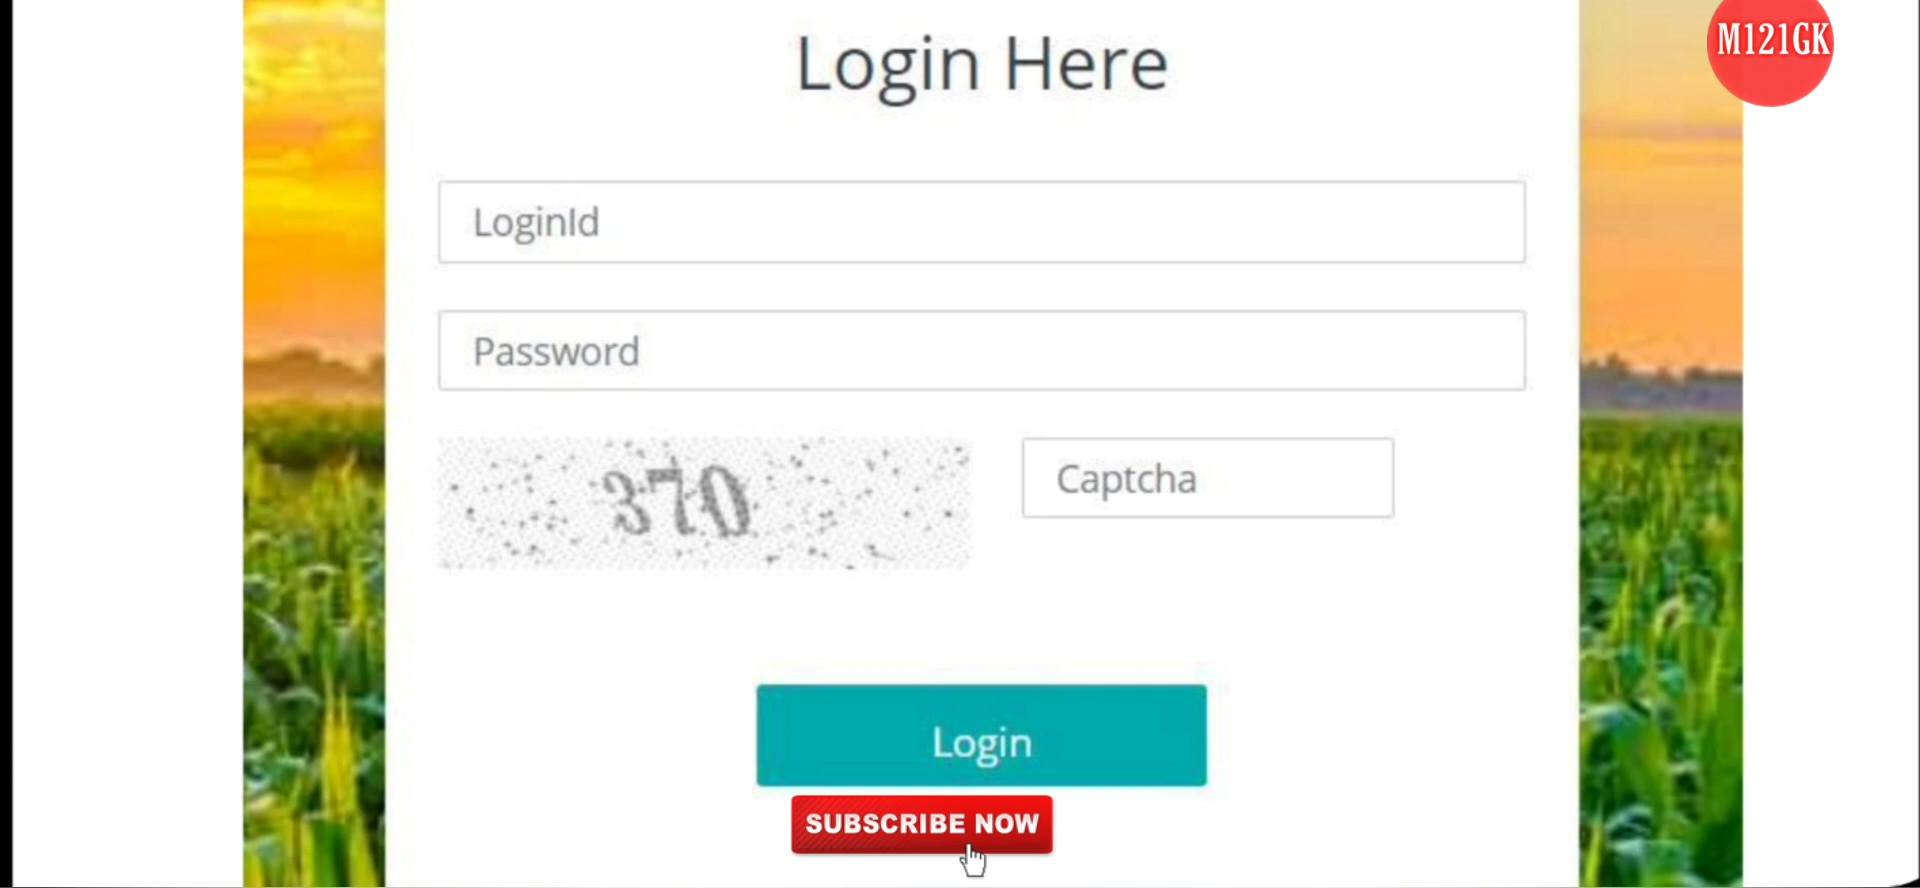 M121GK
Login Here
LoginId
Password
370
Captcha
Login
SUBSCRIBE NOW